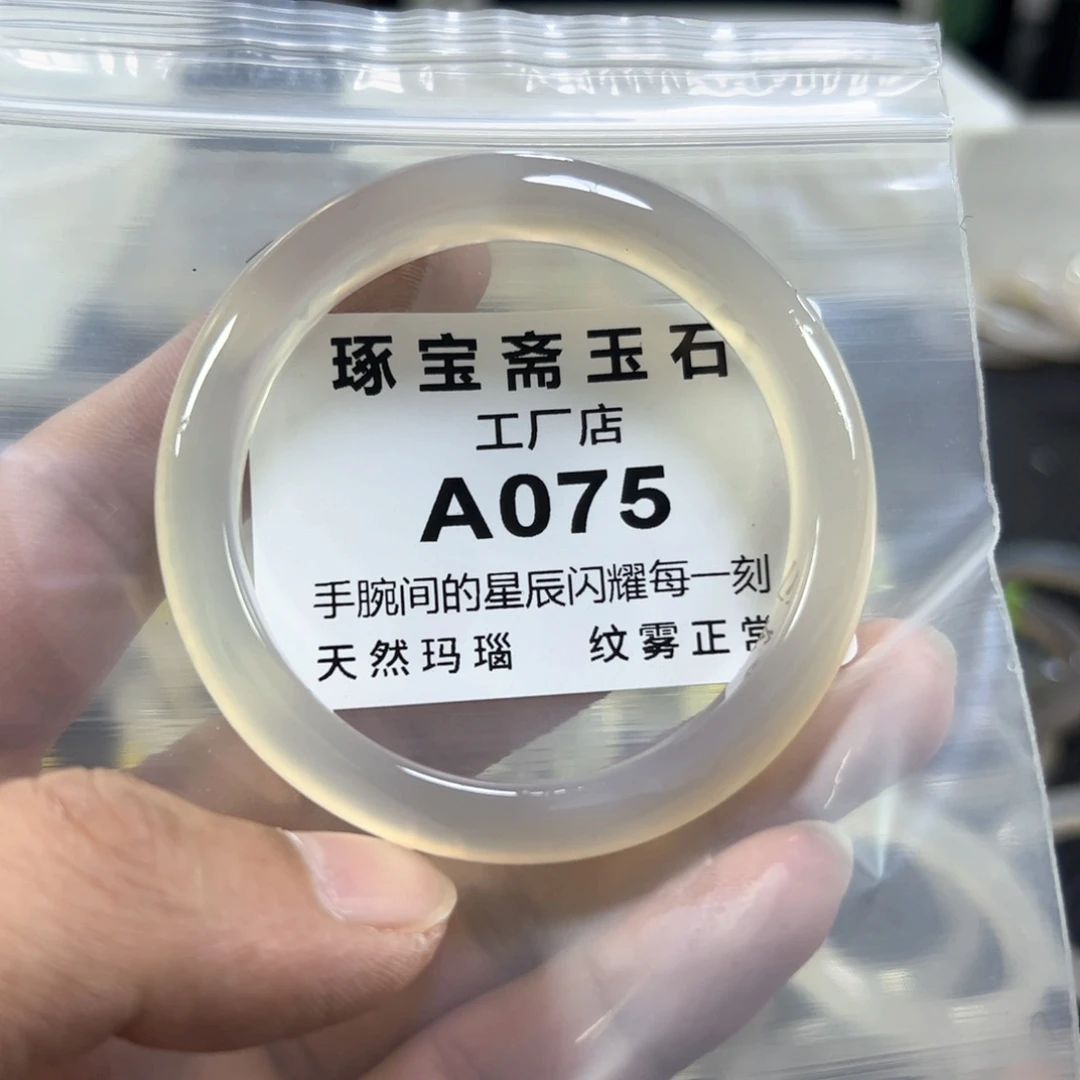 琢宝斋玉石
工厂店
A075
手腕间的星辰闪耀每一刻
天然玛瑙 纹雾正常